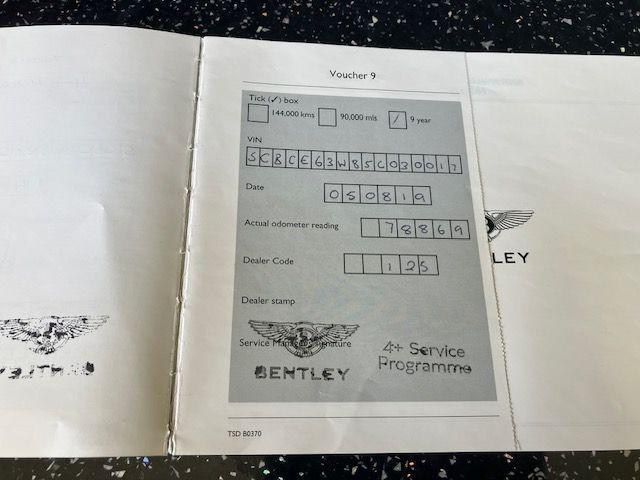 Voucher 9
Tick (✓) box
144,000 kms 90,000 mls / 9 year
VIN
SCBCE63W85C030017
Date
050819
Actual odometer reading
78869
Dealer Code
125
Dealer stamp
Service Manager signature
BENTLEY
4+ Service
Programme
TSD B0370
LEY